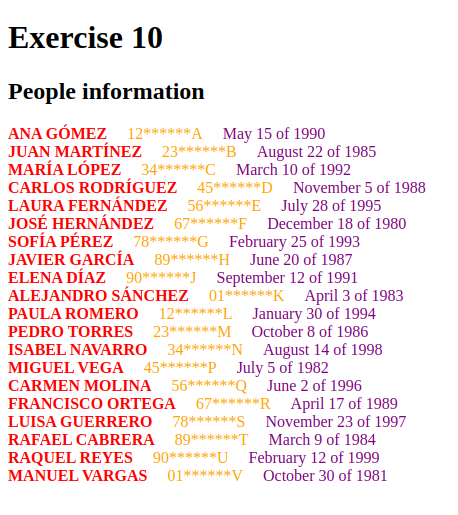 Exercise 10
People information
ANA GÓMEZ 12******A May 15 of 1990
JUAN MARTÍNEZ 23******B August 22 of 1985
MARÍA LÓPEZ 34******C March 10 of 1992
CARLOS RODRÍGUEZ 45******D November 5 of 1988
LAURA FERNÁNDEZ 56******E July 28 of 1995
JOSÉ HERNÁNDEZ 67******F December 18 of 1980
SOFÍA PÉREZ 78******G February 25 of 1993
JAVIER GARCÍA 89******H June 20 of 1987
ELENA DÍAZ 90******J September 12 of 1991
ALEJANDRO SÁNCHEZ 01******K April 3 of 1983
PAULA ROMERO 12******L January 30 of 1994
PEDRO TORRES 23******M October 8 of 1986
ISABEL NAVARRO 34******N August 14 of 1998
MIGUEL VEGA 45******P July 5 of 1982
CARMEN MOLINA 56******Q June 2 of 1996
FRANCISCO ORTEGA 67******R April 17 of 1989
LUISA GUERRERO 78******S November 23 of 1997
RAFAEL CABRERA 89******T March 9 of 1984
RAQUEL REYES 90******U February 12 of 1999
MANUEL VARGAS 01******V October 30 of 1981